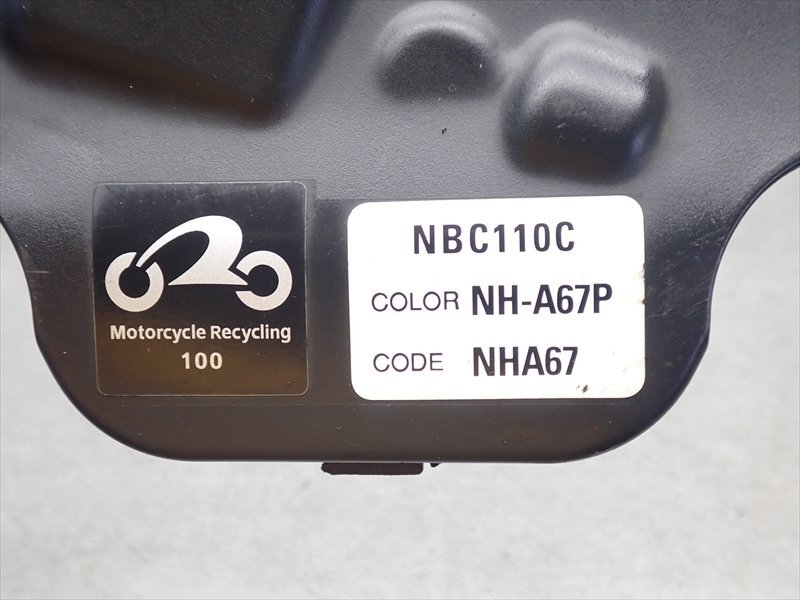 Motorcycle Recycling
100
NBC110C
COLOR NH-A67P
CODE NHA67